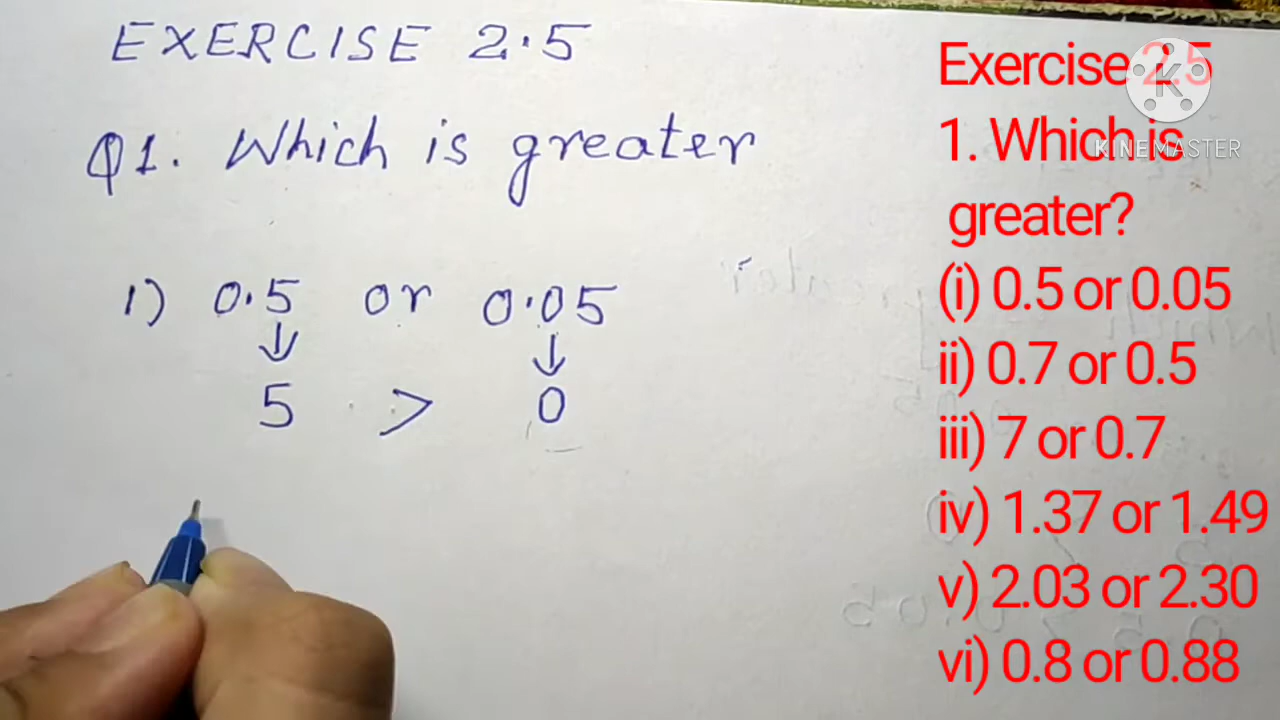 EXERCISE 2.5
Q1. Which is greater
1) 0.5 or 0.05
↓ ↓
5 > 0
Exercise 2.5
1. Which is
greater?
(i) 0.5 or 0.05
ii) 0.7 or 0.5
iii) 7 or 0.7
iv) 1.37 or 1.49
v) 2.03 or 2.30
vi) 0.8 or 0.88
K
KINEMASTER